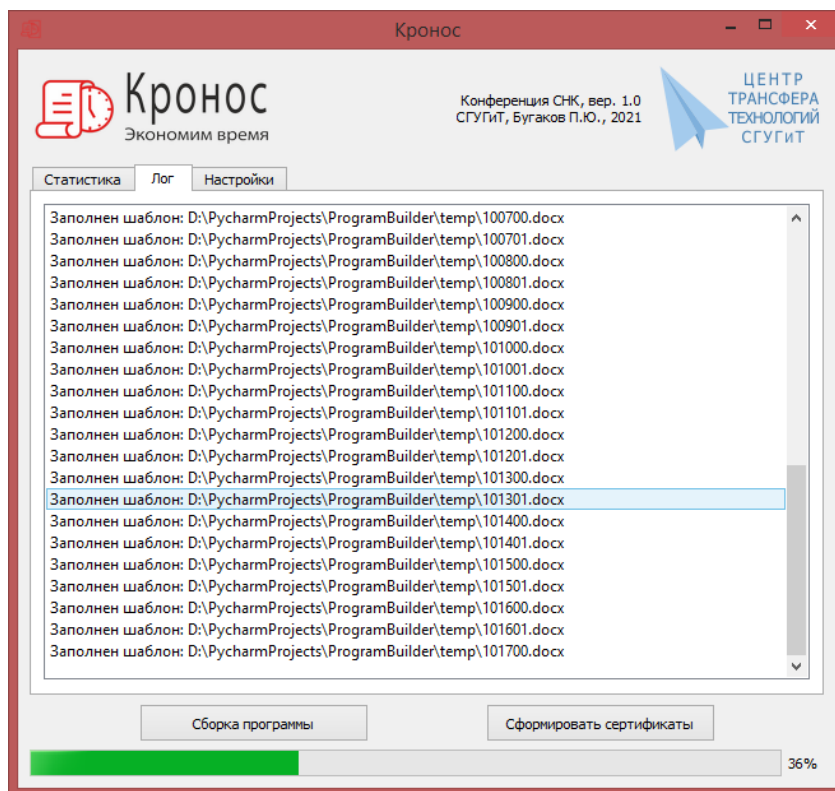 Кронос
Кронос
Экономим время
Конференция СНК, вер. 1.0
СГУГиТ, Бугаков П.Ю., 2021
ЦЕНТР
ТРАНСФЕРА
ТЕХНОЛОГИЙ
СГУГиТ
Статистика Лог Настройки
Заполнен шаблон: D:\PycharmProjects\ProgramBuilder\temp\100700.docx
Заполнен шаблон: D:\PycharmProjects\ProgramBuilder\temp\100701.docx
Заполнен шаблон: D:\PycharmProjects\ProgramBuilder\temp\100800.docx
Заполнен шаблон: D:\PycharmProjects\ProgramBuilder\temp\100801.docx
Заполнен шаблон: D:\PycharmProjects\ProgramBuilder\temp\100900.docx
Заполнен шаблон: D:\PycharmProjects\ProgramBuilder\temp\100901.docx
Заполнен шаблон: D:\PycharmProjects\ProgramBuilder\temp\101000.docx
Заполнен шаблон: D:\PycharmProjects\ProgramBuilder\temp\101001.docx
Заполнен шаблон: D:\PycharmProjects\ProgramBuilder\temp\101100.docx
Заполнен шаблон: D:\PycharmProjects\ProgramBuilder\temp\101101.docx
Заполнен шаблон: D:\PycharmProjects\ProgramBuilder\temp\101200.docx
Заполнен шаблон: D:\PycharmProjects\ProgramBuilder\temp\101201.docx
Заполнен шаблон: D:\PycharmProjects\ProgramBuilder\temp\101300.docx
Заполнен шаблон: D:\PycharmProjects\ProgramBuilder\temp\101301.docx
Заполнен шаблон: D:\PycharmProjects\ProgramBuilder\temp\101400.docx
Заполнен шаблон: D:\PycharmProjects\ProgramBuilder\temp\101401.docx
Заполнен шаблон: D:\PycharmProjects\ProgramBuilder\temp\101500.docx
Заполнен шаблон: D:\PycharmProjects\ProgramBuilder\temp\101501.docx
Заполнен шаблон: D:\PycharmProjects\ProgramBuilder\temp\101600.docx
Заполнен шаблон: D:\PycharmProjects\ProgramBuilder\temp\101601.docx
Заполнен шаблон: D:\PycharmProjects\ProgramBuilder\temp\101700.docx
Сборка программы Сформировать сертификаты
36%